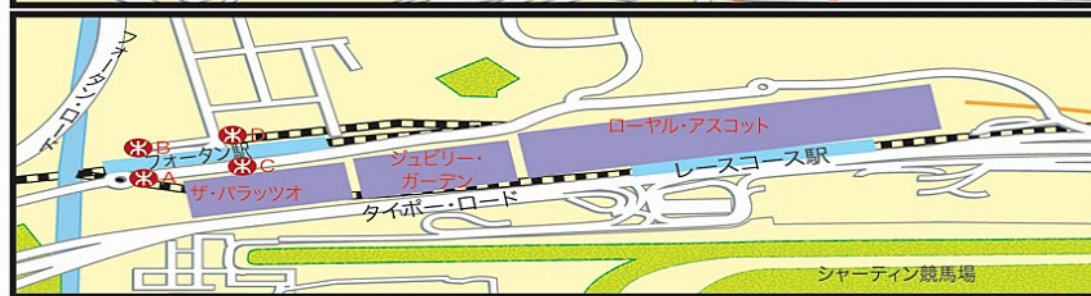 フォータン・ロード
B
D
フォータン駅
A
C
ザ・パラッツオ
ジュビリー・
ガーデン
ローヤル・アスコット
レースコース駅
タイポー・ロード
シャーティン競馬場